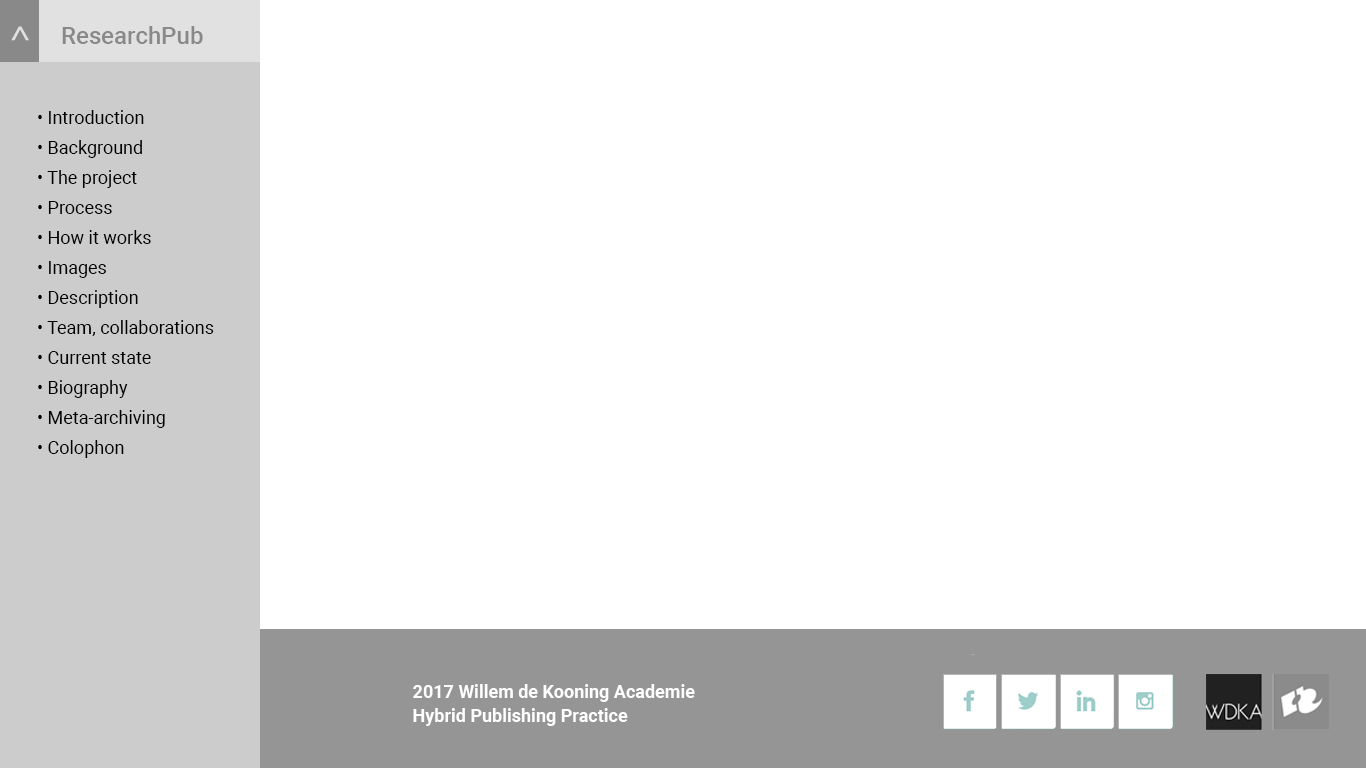 ResearchPub
• Introduction
• Background
• The project
• Process
• How it works
• Images
• Description
• Team, collaborations
• Current state
• Biography
• Meta-archiving
• Colophon
2017 Willem de Kooning Academie
Hybrid Publishing Practice
f
in
WDKA